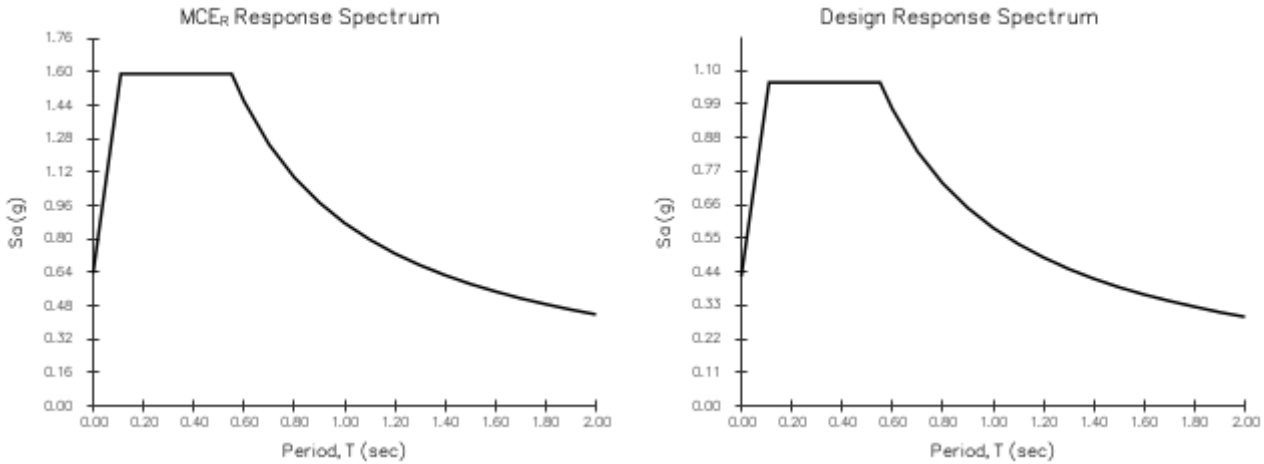 MCER Response Spectrum
1.76
1.60
1.44
1.28
1.12
0.96
0.80
0.64
0.48
0.32
0.16
0.00
Sa (g)
0.00 0.20 0.40 0.60 0.80 1.00 1.20 1.40 1.60 1.80 2.00
Period, T (sec)
Design Response Spectrum
1.10
0.99
0.88
0.77
0.66
0.55
0.44
0.33
0.22
0.11
0.00
Sa (g)
0.00 0.20 0.40 0.60 0.80 1.00 1.20 1.40 1.60 1.80 2.00
Period, T (sec)